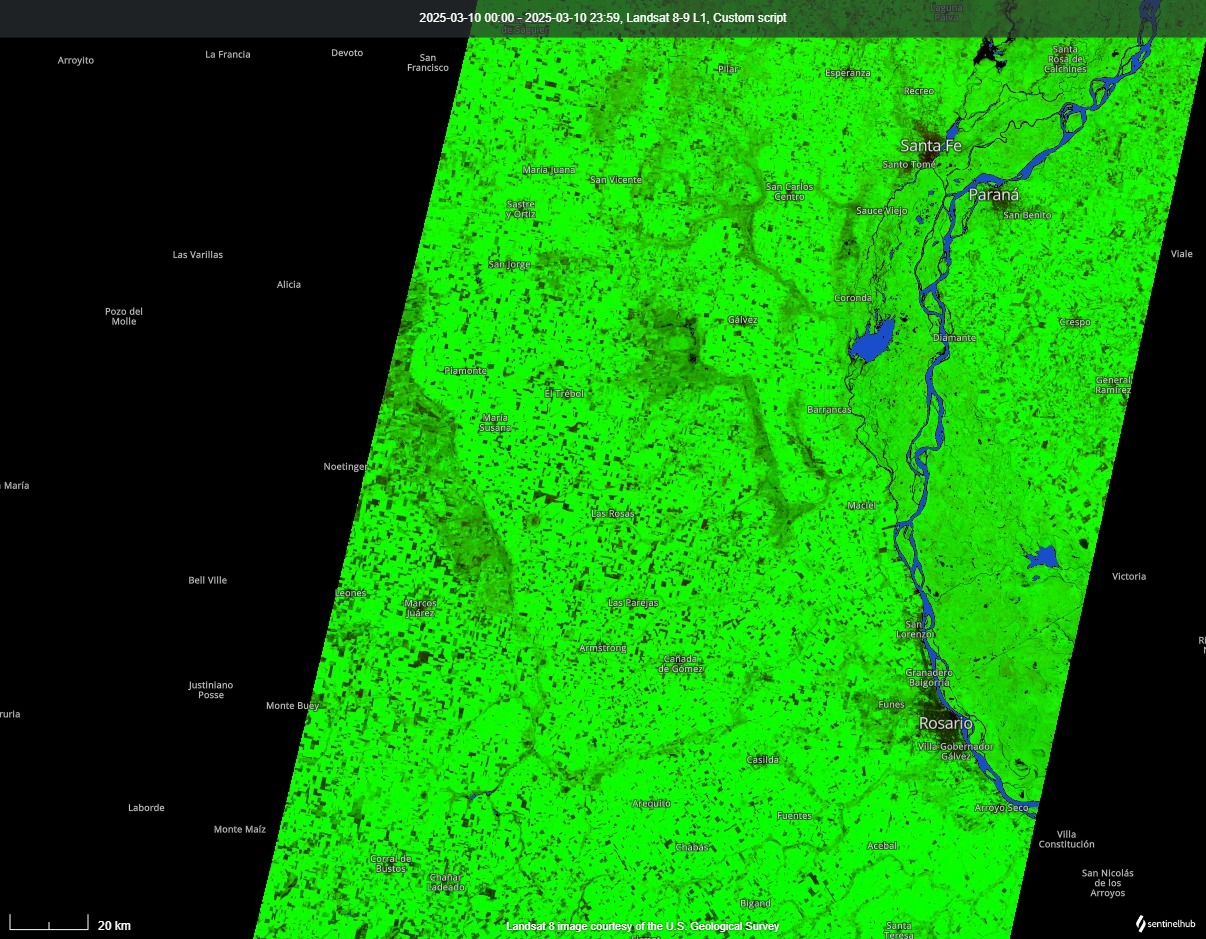 2025-03-10 00:00 - 2025-03-10 23:59, Landsat 8-9 L1, Custom script
Laguna
Paiva
de Saguier
Arroyito
La Francia
Devoto
San
Francisco
Pilar
Esperanza
Santa
Rosa de
Calchines
Recreo
Santa Fe
Santo Tomé
María Juana
San Vicente
San Carlos
Centro
Paraná
Sastre
y Ortiz
Sauce Viejo
San Benito
Las Varillas
Viale
San Jorge
Alicia
Coronda
Pozo del
Molle
Gálvez
Crespo
Diamante
Piamonte
General
Ramírez
El Trébol
Barrancas
María
Susana
Noetinger
María
Las Rosas
Maciel
Bell Ville
Victoria
Leones
Marcos
Juárez
Las Parejas
San
Lorenzo
Armstrong
Cañada
de Gómez
Granadero
Baigorria
Justiniano
Posse
Monte Buey
Funes
ruria
Rosario
Villa Gobernador
Gálvez
Casilda
Laborde
Arequito
Arroyo Seco
Fuentes
Monte Maíz
Villa
Constitución
Chabás
Acebal
Corral de
Bustos
Chañar
Ladeado
San Nicolás
de los
Arroyos
Bigand
20 km
Landsat 8 image courtesy of the U.S. Geological Survey
Santa
Teresa
sentinelhub